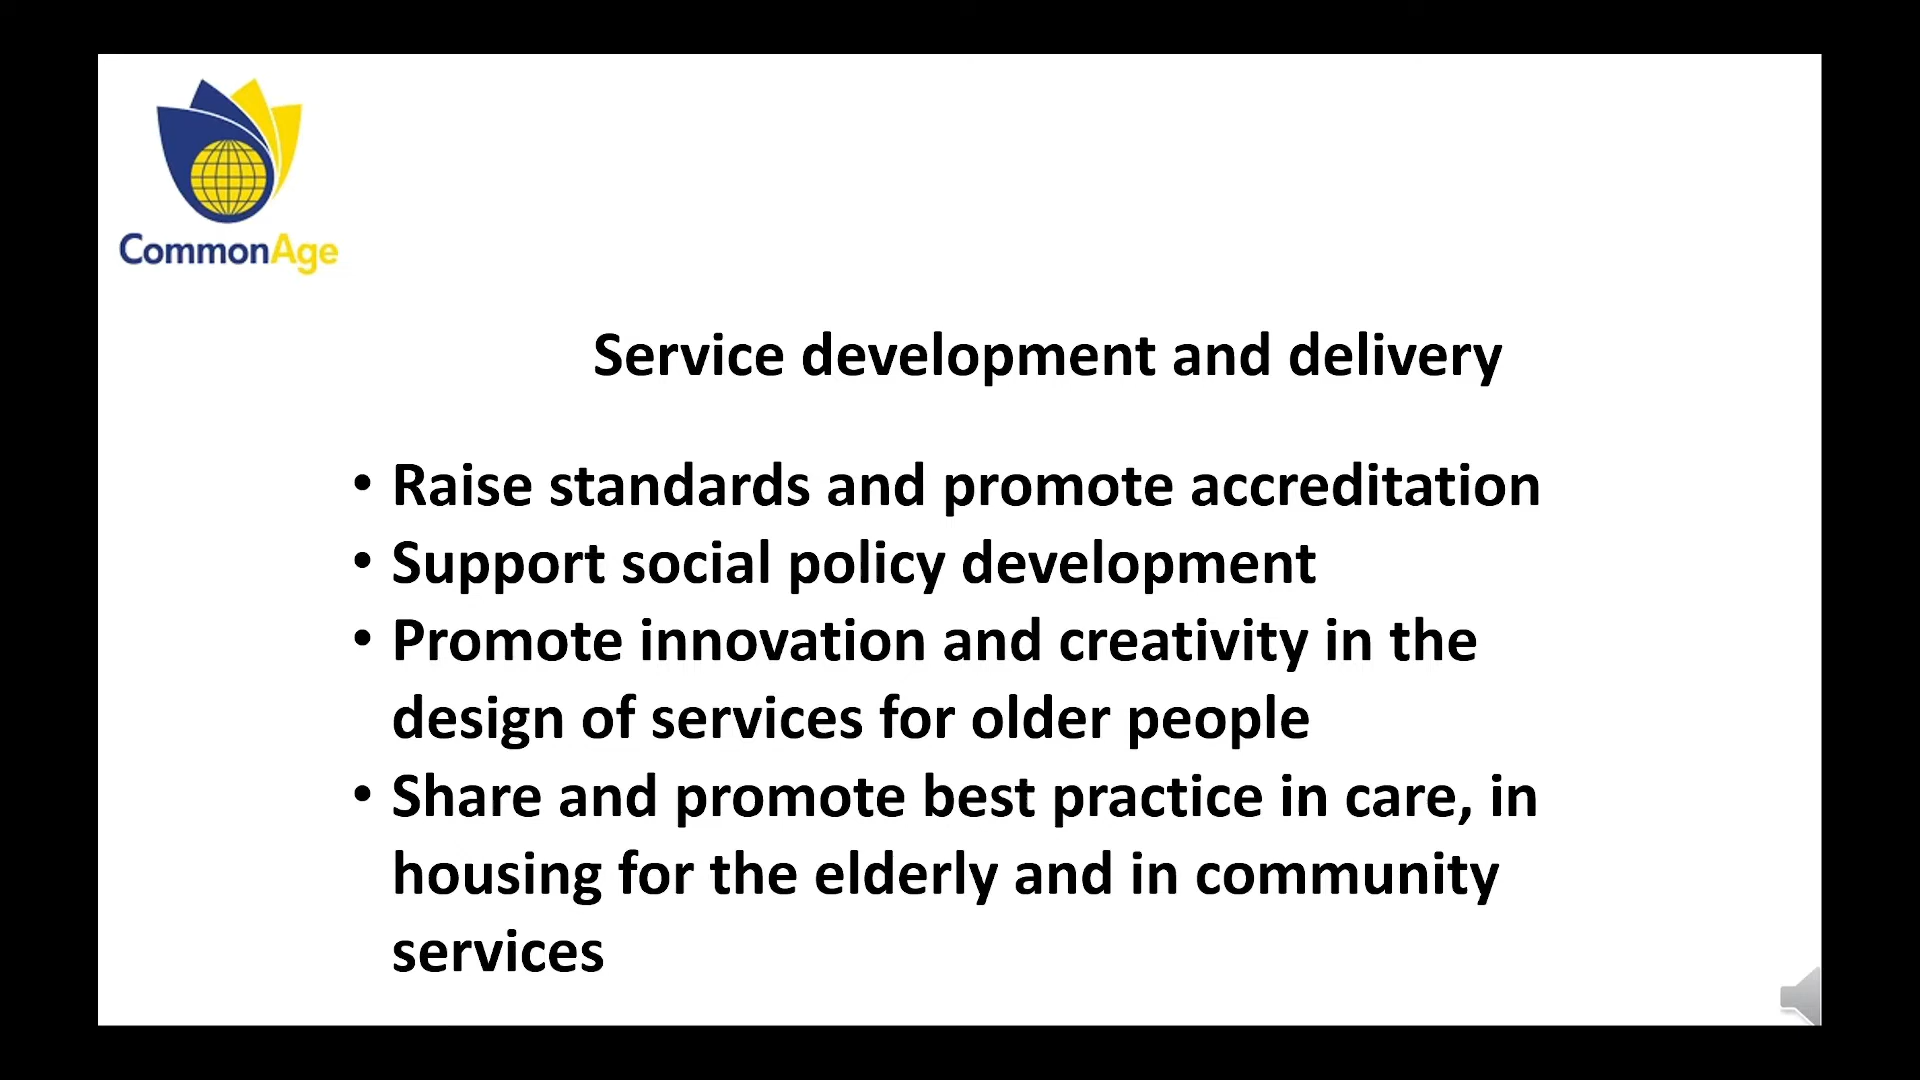 CommonAge
Service development and delivery
• Raise standards and promote accreditation
• Support social policy development
• Promote innovation and creativity in the
design of services for older people
• Share and promote best practice in care, in
housing for the elderly and in community
services